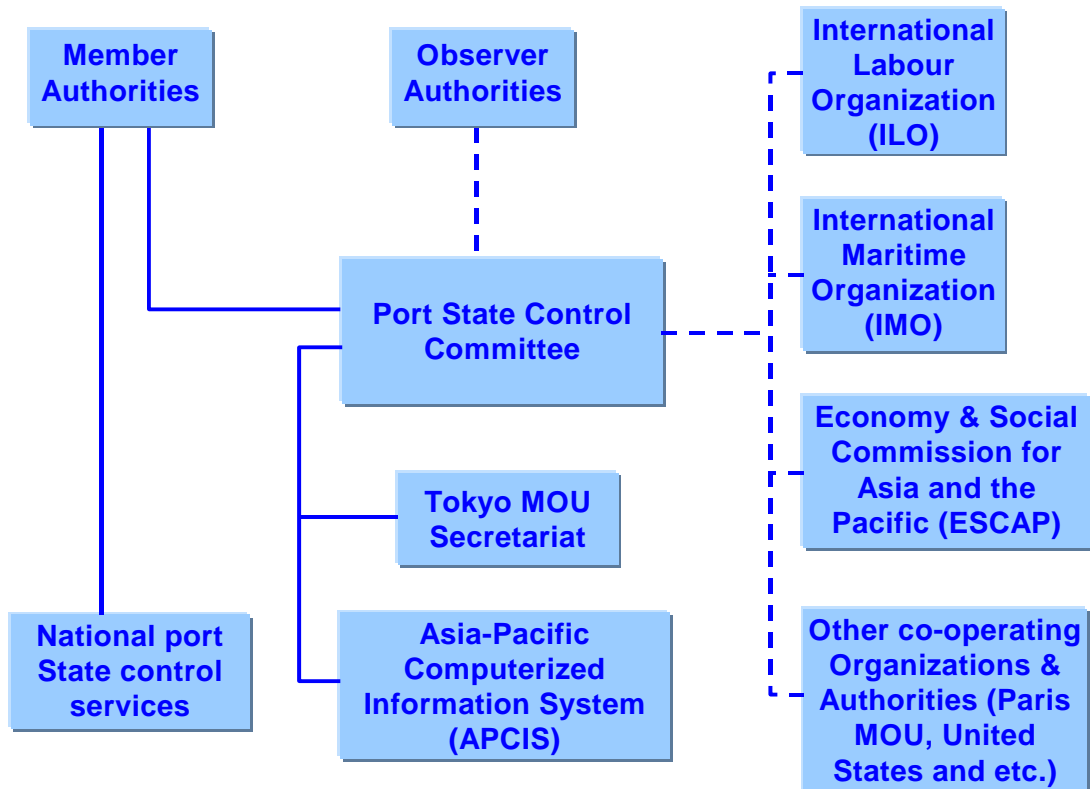 Member
Authorities
Observer
Authorities
International
Labour
Organization
(ILO)
International
Maritime
Organization
(IMO)
Port State Control
Committee
Economy & Social
Commission for
Asia and the
Pacific (ESCAP)
Tokyo MOU
Secretariat
National port
State control
services
Asia-Pacific
Computerized
Information System
(APCIS)
Other co-operating
Organizations &
Authorities (Paris
MOU, United
States and etc.)